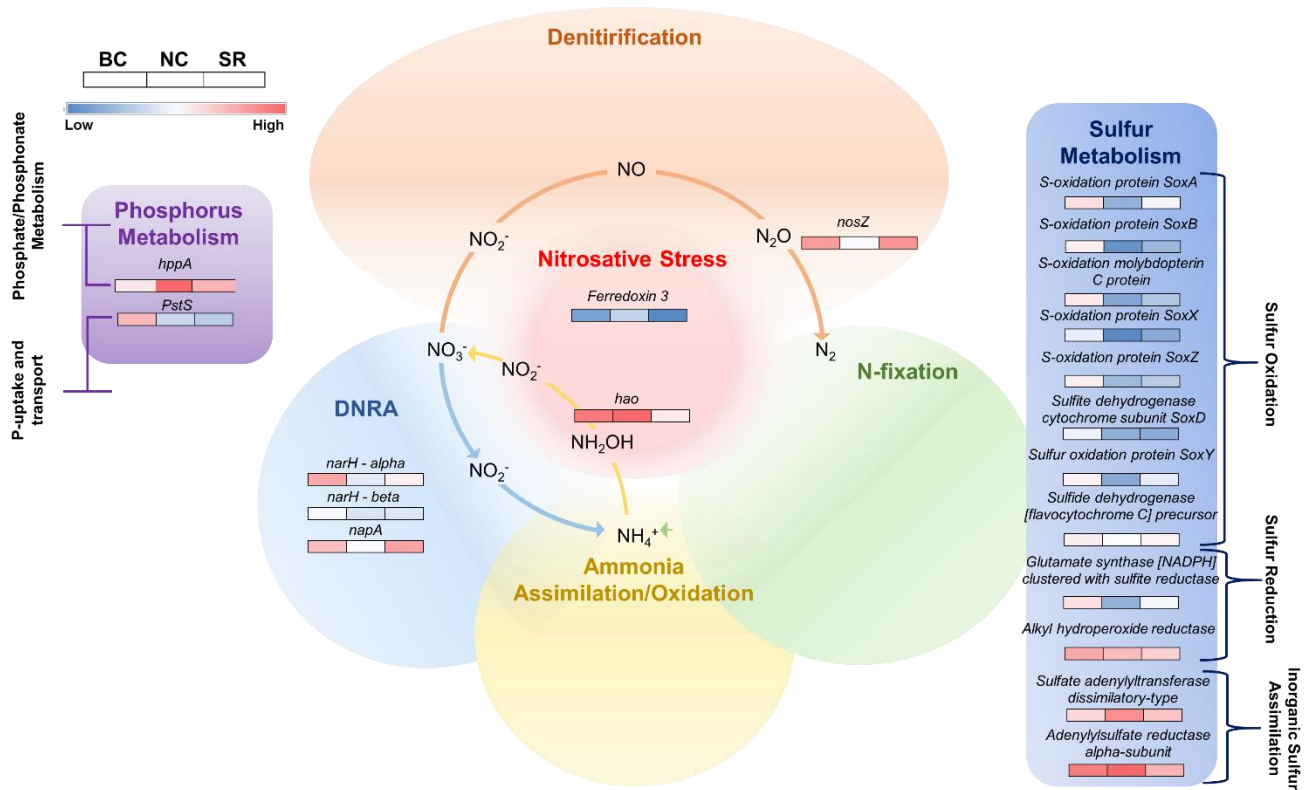 Denitirification
BC NC SR
Low High
Phosphate/Phosphonate
Metabolism
P-uptake and
transport
Phosphorus
Metabolism
hppA
PstS
NO
NO₂⁻
N₂O
nosZ
Nitrosative Stress
Ferredoxin 3
NO₃⁻
NO₂⁻
N₂
N-fixation
DNRA
hao
NH₂OH
narH - alpha
narH - beta
napA
NO₂⁻
NH₄⁺
Ammonia
Assimilation/Oxidation
Sulfur
Metabolism
S-oxidation protein SoxA
S-oxidation protein SoxB
S-oxidation molybdopterin
C protein
S-oxidation protein SoxX
S-oxidation protein SoxZ
Sulfite dehydrogenase
cytochrome subunit SoxD
Sulfur oxidation protein SoxY
Sulfide dehydrogenase
[flavocytochrome C] precursor
Glutamate synthase [NADPH]
clustered with sulfite reductase
Alkyl hydroperoxide reductase
Sulfate adenylyltransferase
dissimilatory-type
Adenylylsulfate reductase
alpha-subunit
Sulfur Oxidation
Sulfur Reduction
Inorganic Sulfur
Assimilation